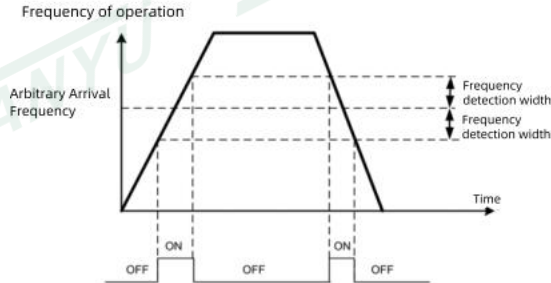 Frequency of operation
Arbitrary Arrival
Frequency
Frequency
detection width
Frequency
detection width
Time
ON
ON
OFF
OFF
OFF